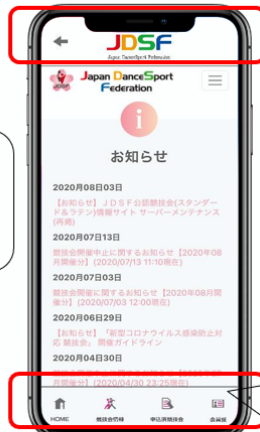 JDSF
Japan DanceSport Federation
Japan DanceSport
Federation
お知らせ
2020年08月03日
【お知らせ】ＪＤＳＦ公認競技会(スタンダー
ド&ラテン)情報サイト サーバーメンテナンス
(再掲)
2020年07月13日
競技会開催中止に関するお知らせ【2020年08
月開催分】(2020/07/13 11:10現在)
2020年07月03日
競技会開催に関するお知らせ【2020年08月開
催分】(2020/07/03 12:00現在)
2020年06月29日
【お知らせ】「新型コロナウイルス感染防止対
応 競技会」 開催ガイドライン
2020年04月30日
月開催分】(2020/04/30 23:25現在)
HOME
競技会情報
申込済競技会
会員証